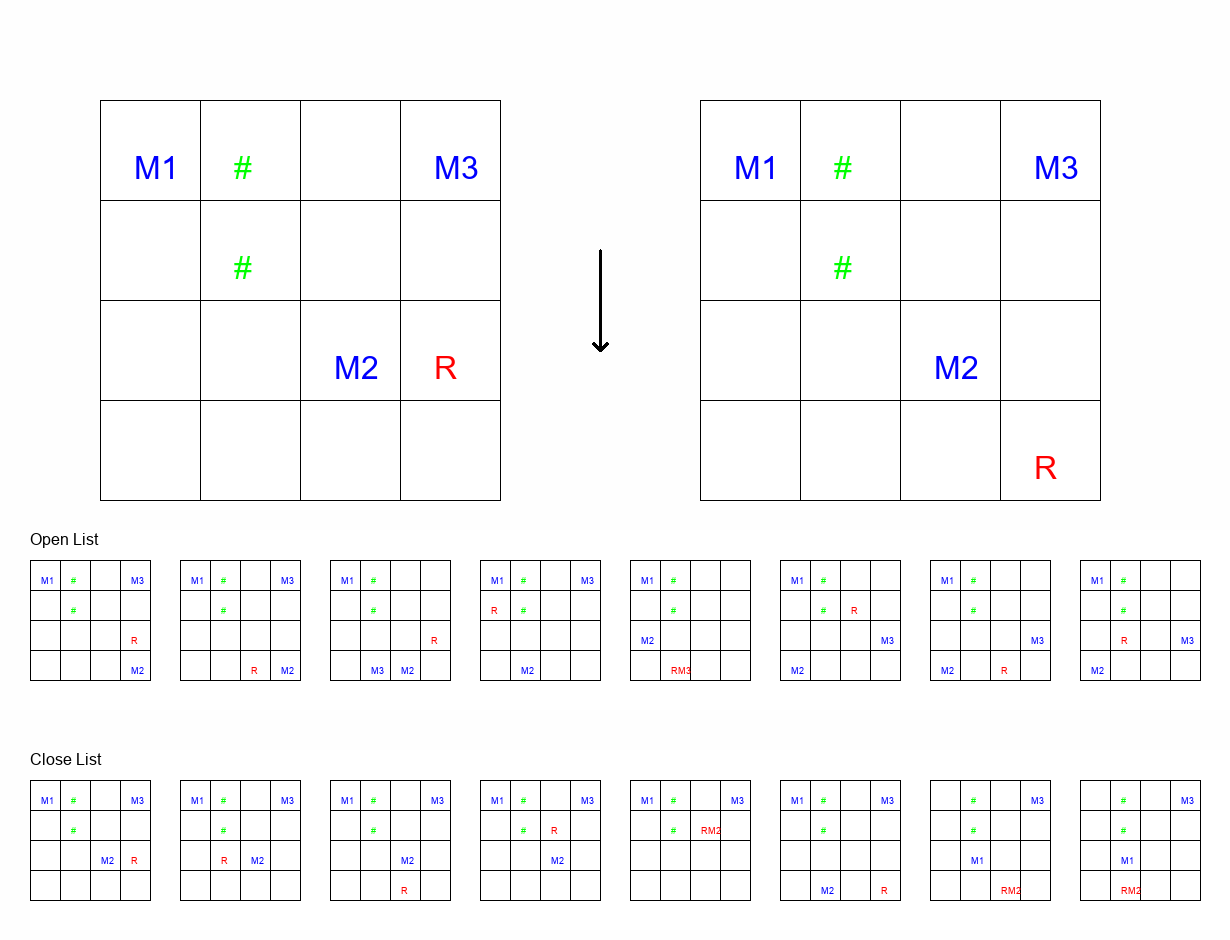 M1 # M3 M1 # M3
# #
M2 R M2
R
Open List
M1 # M3 M1 # M3 M1 # M1 # M3 M1 # M1 # M1 # M1 #
# # # R # # # R # #
R R M2 M3 M3 R M3
M2 R M2 M3 M2 M2 RM3 M2 M2 R M2
Close List
M1 # M3 M1 # M3 M1 # M3 M1 # M3 M1 # M3 M1 # M3 # M3 # M3
# # # # R # RM2 # # #
M2 R R M2 M2 M2 M1 M1
R M2 R RM2 RM2